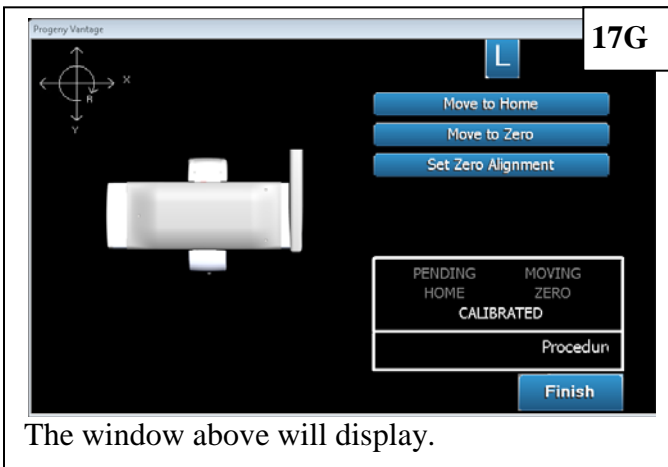 Progeny Vantage
17G
L
X
R
Y
Move to Home
Move to Zero
Set Zero Alignment
PENDING MOVING
HOME ZERO
CALIBRATED
Procedur
Finish
The window above will display.